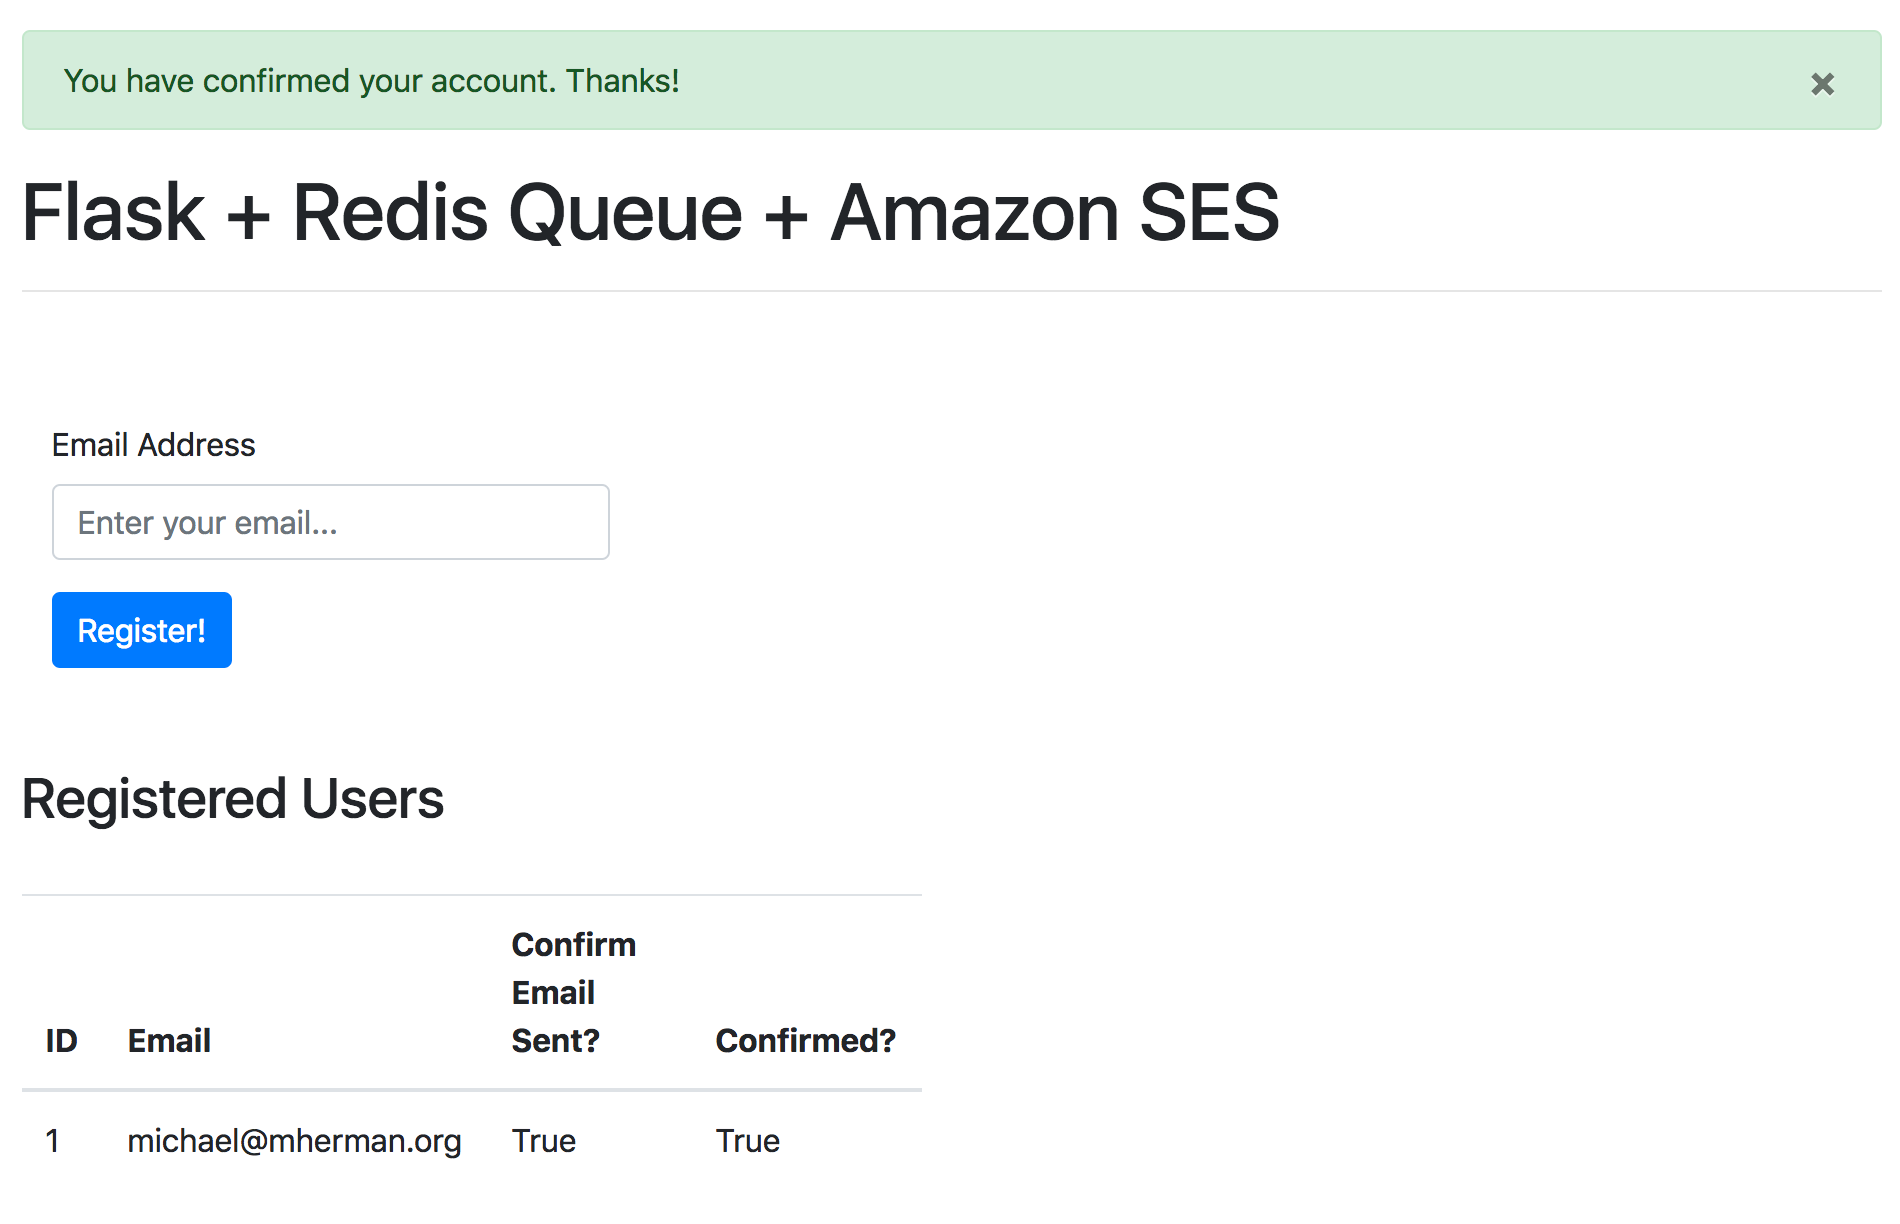 You have confirmed your account. Thanks!
×
Flask + Redis Queue + Amazon SES
Email Address
Enter your email...
Register!
Registered Users
ID Email Confirm Email Sent? Confirmed?
1 michael@mherman.org True True